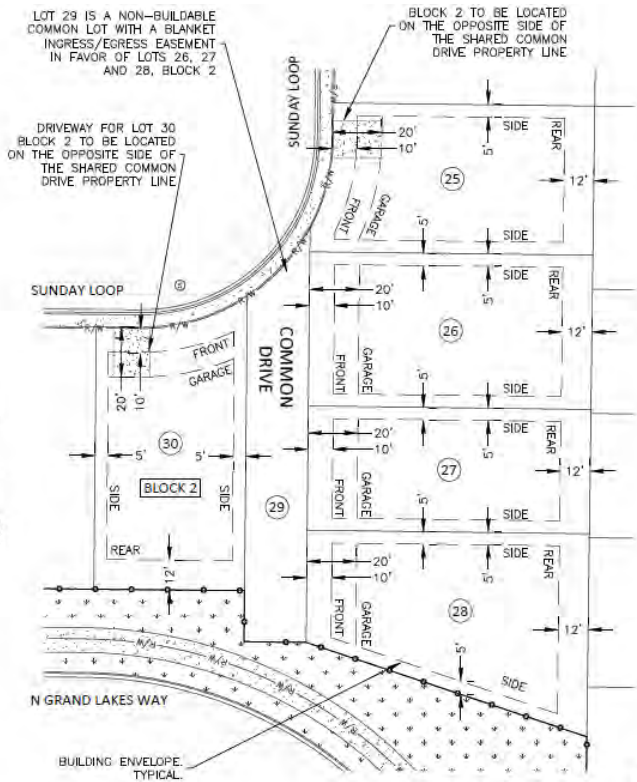 LOT 29 IS A NON-BUILDABLE
COMMON LOT WITH A BLANKET
INGRESS/EGRESS EASEMENT
IN FAVOR OF LOTS 26, 27
AND 28, BLOCK 2
BLOCK 2 TO BE LOCATED
ON THE OPPOSITE SIDE OF
THE SHARED COMMON
DRIVE PROPERTY LINE
DRIVEWAY FOR LOT 30
BLOCK 2 TO BE LOCATED
ON THE OPPOSITE SIDE OF
THE SHARED COMMON
DRIVE PROPERTY LINE
SUNDAY LOOP
R/W
SIDE
REAR
20'
10'
5'
12'
25
FRONT
GARAGE
SIDE
5'
R/W
R/W
SUNDAY LOOP
R/W
R/W
SIDE
REAR
20'
10'
5'
12'
26
FRONT
GARAGE
SIDE
5'
COMMON
DRIVE
FRONT
GARAGE
20'
10'
30
5'
5'
SIDE
BLOCK 2
SIDE
REAR
12'
29
SIDE
REAR
20'
10'
5'
12'
27
FRONT
GARAGE
SIDE
5'
SIDE
REAR
20'
10'
5'
12'
28
FRONT
GARAGE
5'
SIDE
R/W
R/W
R/W
N GRAND LAKES WAY
BUILDING ENVELOPE.
TYPICAL.